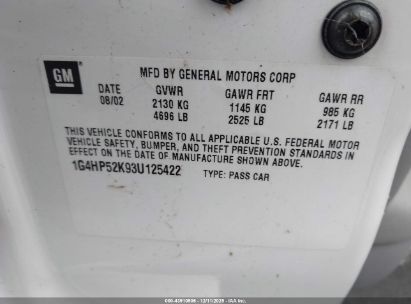 GM
MFD BY GENERAL MOTORS CORP
DATE GVWR GAWR FRT GAWR RR
08/02 2130 KG 1145 KG 985 KG
4696 LB 2525 LB 2171 LB
THIS VEHICLE CONFORMS TO ALL APPLICABLE U.S. FEDERAL MOTOR
VEHICLE SAFETY, BUMPER, AND THEFT PREVENTION STANDARDS IN
EFFECT ON THE DATE OF MANUFACTURE SHOWN ABOVE.
1G4HP52K93U125422 TYPE: PASS CAR